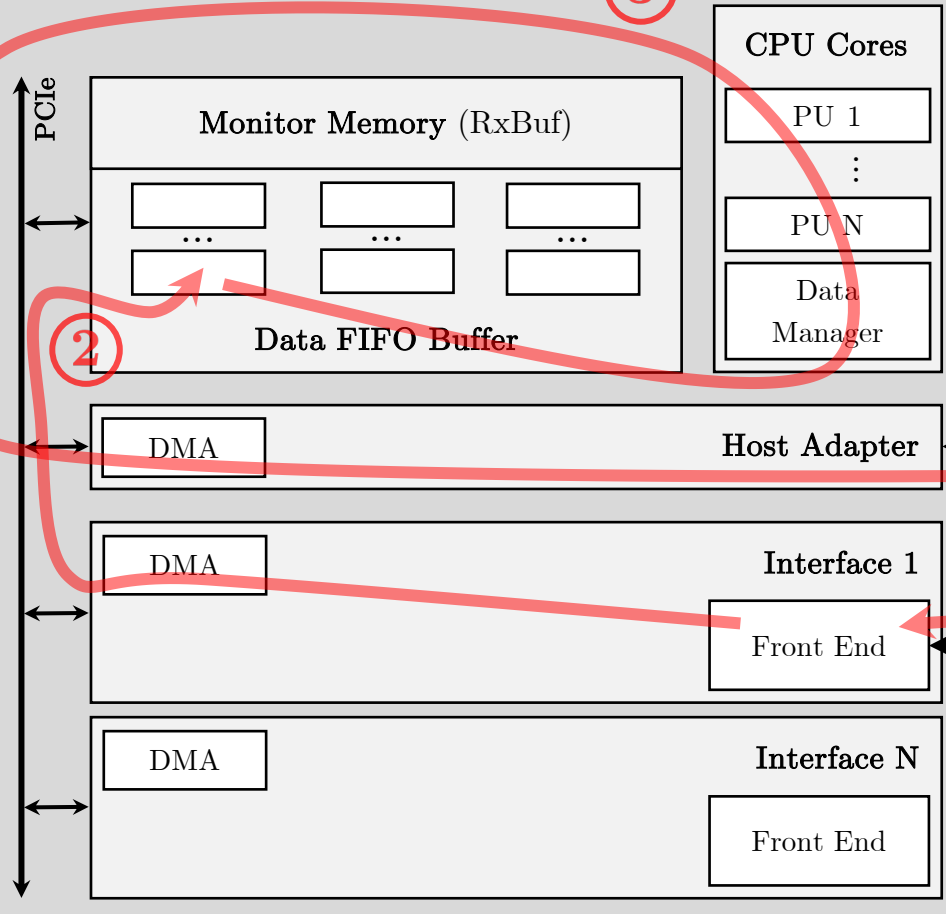 CPU Cores
PCIe
Monitor Memory (RxBuf)
PU 1
⋮
...
...
...
PU N
Data
Manager
2
Data FIFO Buffer
DMA
Host Adapter
DMA
Interface 1
Front End
DMA
Interface N
Front End